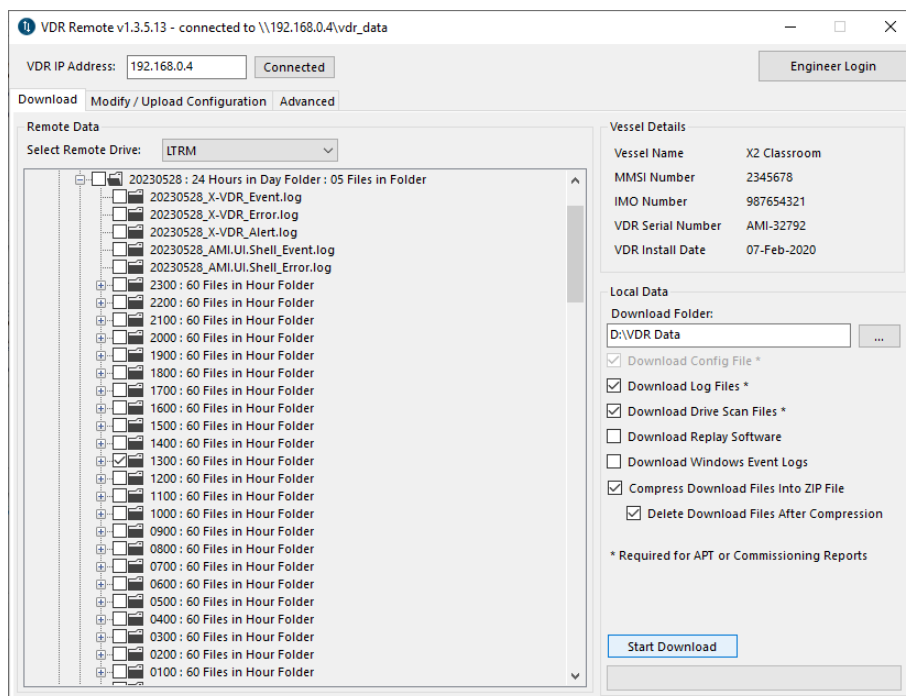 VDR Remote v1.3.5.13 - connected to \\192.168.0.4\vdr_data
VDR IP Address: 192.168.0.4 Connected Engineer Login
Download Modify / Upload Configuration Advanced
Remote Data
Select Remote Drive: LTRM
20230528 : 24 Hours in Day Folder : 05 Files in Folder
20230528_X-VDR_Event.log
20230528_X-VDR_Error.log
20230528_X-VDR_Alert.log
20230528_AMI.UI.Shell_Event.log
20230528_AMI.UI.Shell_Error.log
2300 : 60 Files in Hour Folder
2200 : 60 Files in Hour Folder
2100 : 60 Files in Hour Folder
2000 : 60 Files in Hour Folder
1900 : 60 Files in Hour Folder
1800 : 60 Files in Hour Folder
1700 : 60 Files in Hour Folder
1600 : 60 Files in Hour Folder
1500 : 60 Files in Hour Folder
1400 : 60 Files in Hour Folder
1300 : 60 Files in Hour Folder
1200 : 60 Files in Hour Folder
1100 : 60 Files in Hour Folder
1000 : 60 Files in Hour Folder
0900 : 60 Files in Hour Folder
0800 : 60 Files in Hour Folder
0700 : 60 Files in Hour Folder
0600 : 60 Files in Hour Folder
0500 : 60 Files in Hour Folder
0400 : 60 Files in Hour Folder
0300 : 60 Files in Hour Folder
0200 : 60 Files in Hour Folder
0100 : 60 Files in Hour Folder
Vessel Details
Vessel Name X2 Classroom
MMSI Number 2345678
IMO Number 987654321
VDR Serial Number AMI-32792
VDR Install Date 07-Feb-2020
Local Data
Download Folder:
D:\VDR Data ...
Download Config File *
Download Log Files *
Download Drive Scan Files *
Download Replay Software
Download Windows Event Logs
Compress Download Files Into ZIP File
Delete Download Files After Compression
* Required for APT or Commissioning Reports
Start Download